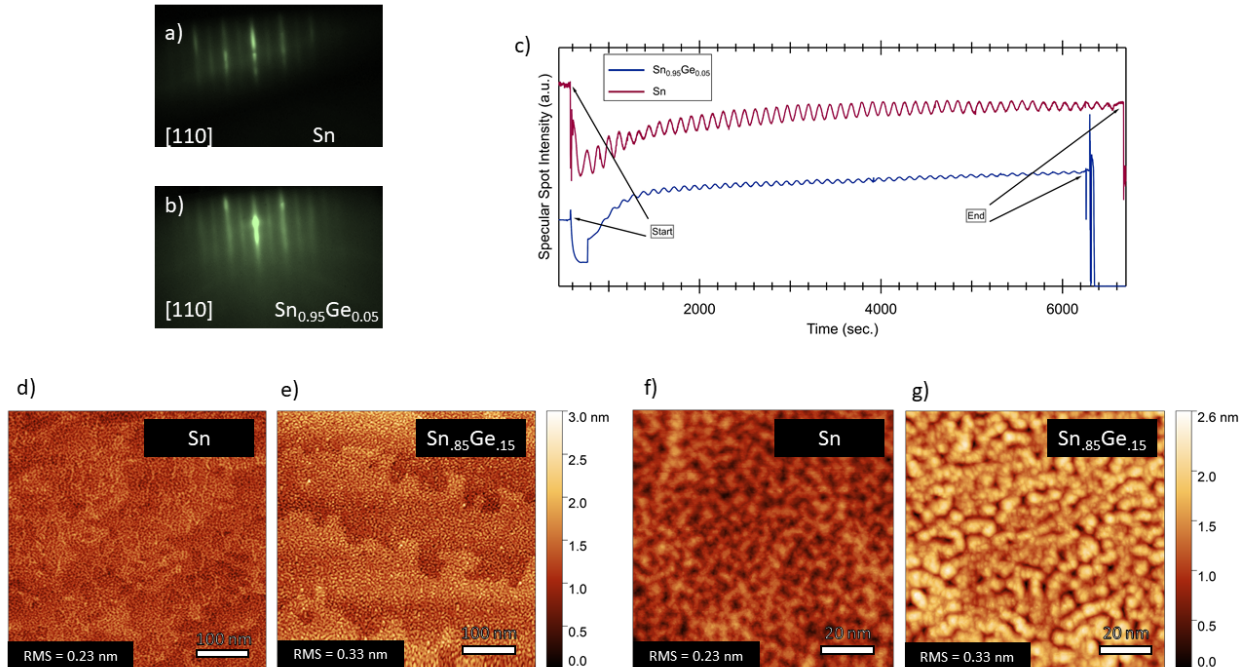 a)
[110]
Sn
b)
[110]
Sn₀.₉₅Ge₀.₀₅
c)
Specular Spot Intensity (a.u.)
Sn₀.₉₅Ge₀.₀₅
Sn
Start
End
2000
4000
6000
Time (sec.)
d)
Sn
100 nm
RMS = 0.23 nm
e)
Sn.₈₅Ge.₁₅
100 nm
RMS = 0.33 nm
3.0 nm
2.5
2.0
1.5
1.0
0.5
0.0
f)
Sn
20 nm
RMS = 0.23 nm
g)
Sn.₈₅Ge.₁₅
20 nm
RMS = 0.33 nm
2.6 nm
2.0
1.5
1.0
0.5
0.0